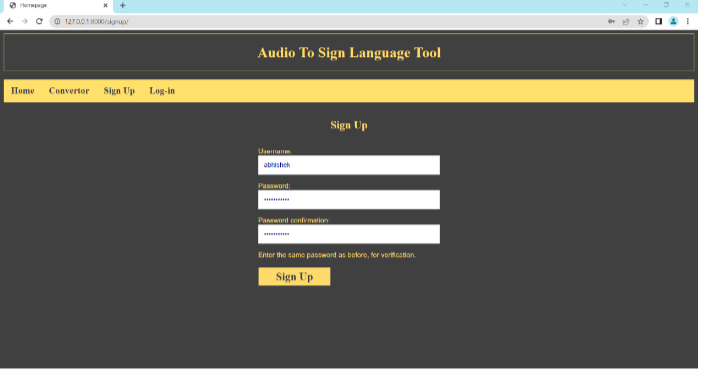 Homepage
127.0.0.1:8000/signup/
Audio To Sign Language Tool
Home Convertor Sign Up Log-in
Sign Up
Username:
abhishek
Password:
Password confirmation:
Enter the same password as before, for verification.
Sign Up